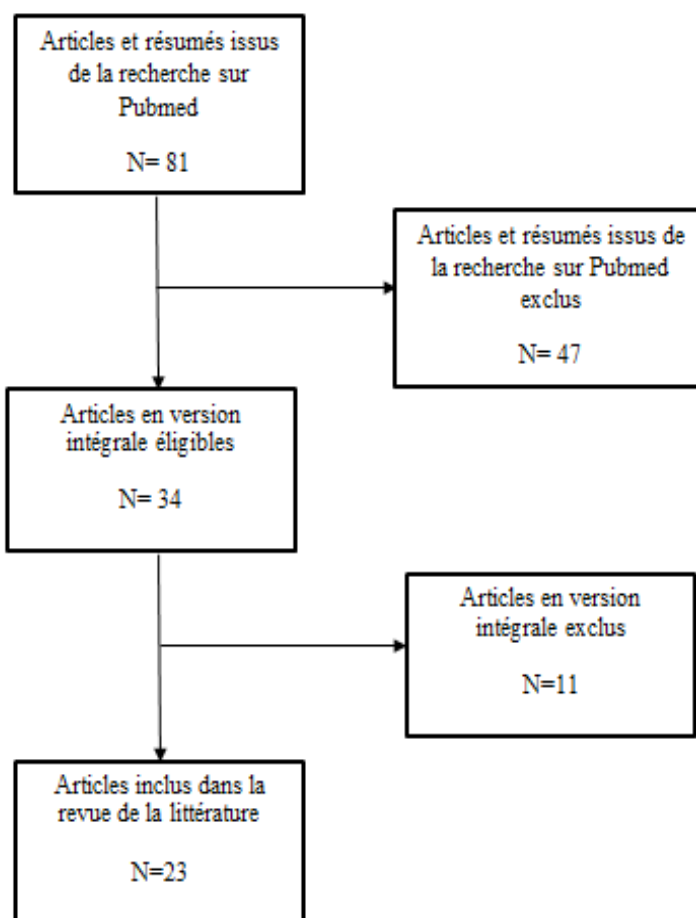 Articles et résumés issus
de la recherche sur
Pubmed
N= 81
Articles et résumés issus de
la recherche sur Pubmed
exclus
N= 47
Articles en version
intégrale éligibles
N= 34
Articles en version
intégrale exclus
N=11
Articles inclus dans la
revue de la littérature
N=23